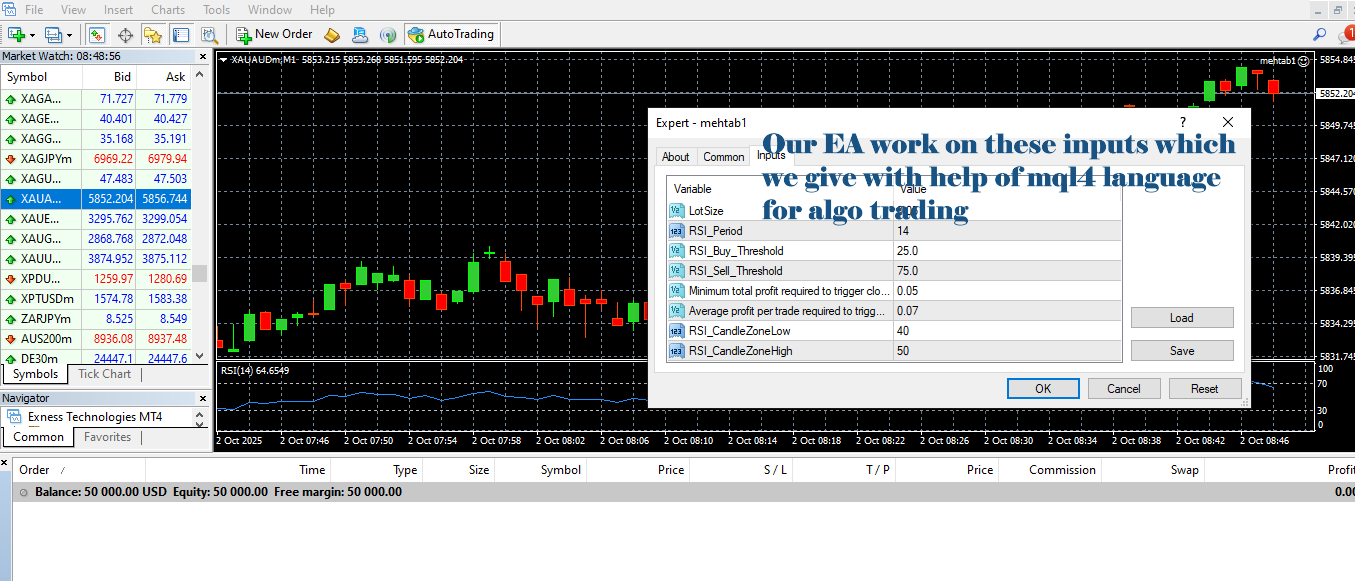 File View Insert Charts Tools Window Help
New Order AutoTrading 1
Market Watch: 08:48:56
Symbol Bid Ask
XAGA... 71.727 71.779
XAGE... 40.401 40.427
XAGG... 35.168 35.191
XAGJPYm 6969.22 6979.94
XAGU... 47.483 47.503
XAUA... 5852.204 5856.744
XAUE... 3295.762 3299.054
XAUG... 2868.768 2872.048
XAUU... 3874.952 3875.112
XPDU... 1259.97 1280.69
XPTUSDm 1574.78 1583.38
ZARJPYm 8.525 8.549
AUS200m 8936.08 8937.48
DE30m 24447.1 24447.6
Symbols Tick Chart
Navigator
Exness Technologies MT4
Common Favorites
XAUAUDm,M1 5853.215 5853.268 5851.595 5852.204
mehtab1
5854.845
5852.204
5849.745
5847.120
5844.570
5842.020
5839.395
5836.845
5834.295
5831.745
Expert - mehtab1 ?
About Common Inputs
Our EA work on these inputs which
we give with help of mql4 language
for algo trading
Variable Value
LotSize
RSI_Period 14
RSI_Buy_Threshold 25.0
RSI_Sell_Threshold 75.0
Minimum total profit required to trigger clo... 0.05
Average profit per trade required to trigg... 0.07
RSI_CandleZoneLow 40
RSI_CandleZoneHigh 50
Load
Save
OK Cancel Reset
RSI(14) 64.6549
100
70
30
0
2 Oct 2025 2 Oct 07:46 2 Oct 07:50 2 Oct 07:54 2 Oct 07:58 2 Oct 08:02 2 Oct 08:06 2 Oct 08:10 2 Oct 08:14 2 Oct 08:18 2 Oct 08:22 2 Oct 08:26 2 Oct 08:30 2 Oct 08:34 2 Oct 08:38 2 Oct 08:42 2 Oct 08:46
Order / Time Type Size Symbol Price S / L T / P Price Commission Swap Profit
Balance: 50 000.00 USD Equity: 50 000.00 Free margin: 50 000.00 0.00